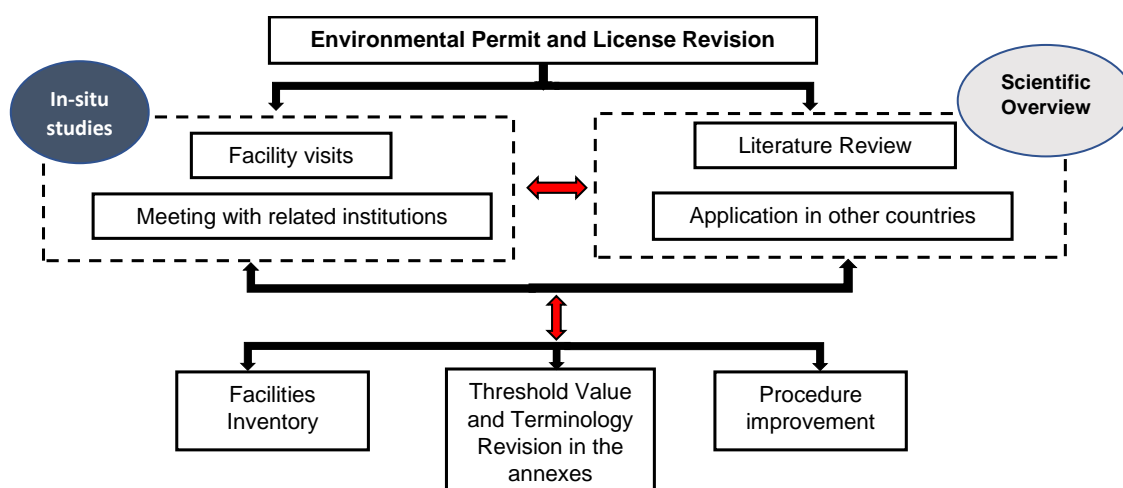 Environmental Permit and License Revision
In-situ
studies
Scientific
Overview
Facility visits
Meeting with related institutions
Literature Review
Application in other countries
Facilities
Inventory
Threshold Value
and Terminology
Revision in the
annexes
Procedure
improvement